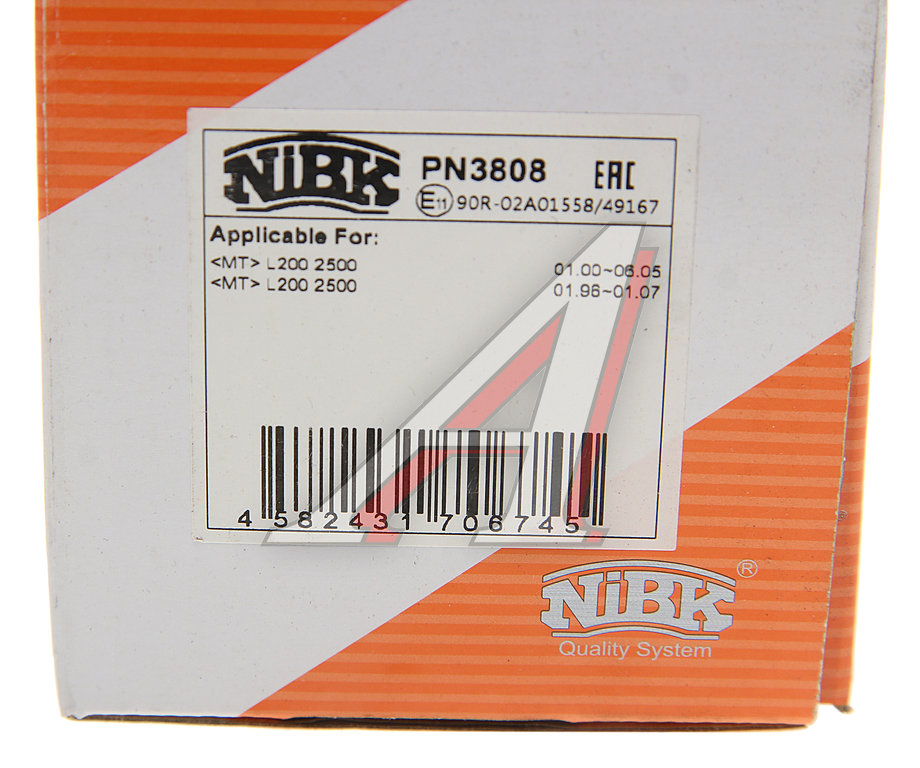 NiBK PN3808 EAC
E11 90R-02A01558/49167
Applicable For:
<MT> L200 2500 01.00~06.05
<MT> L200 2500 01.96~01.07
4 582431 706745
NiBK ®
Quality System